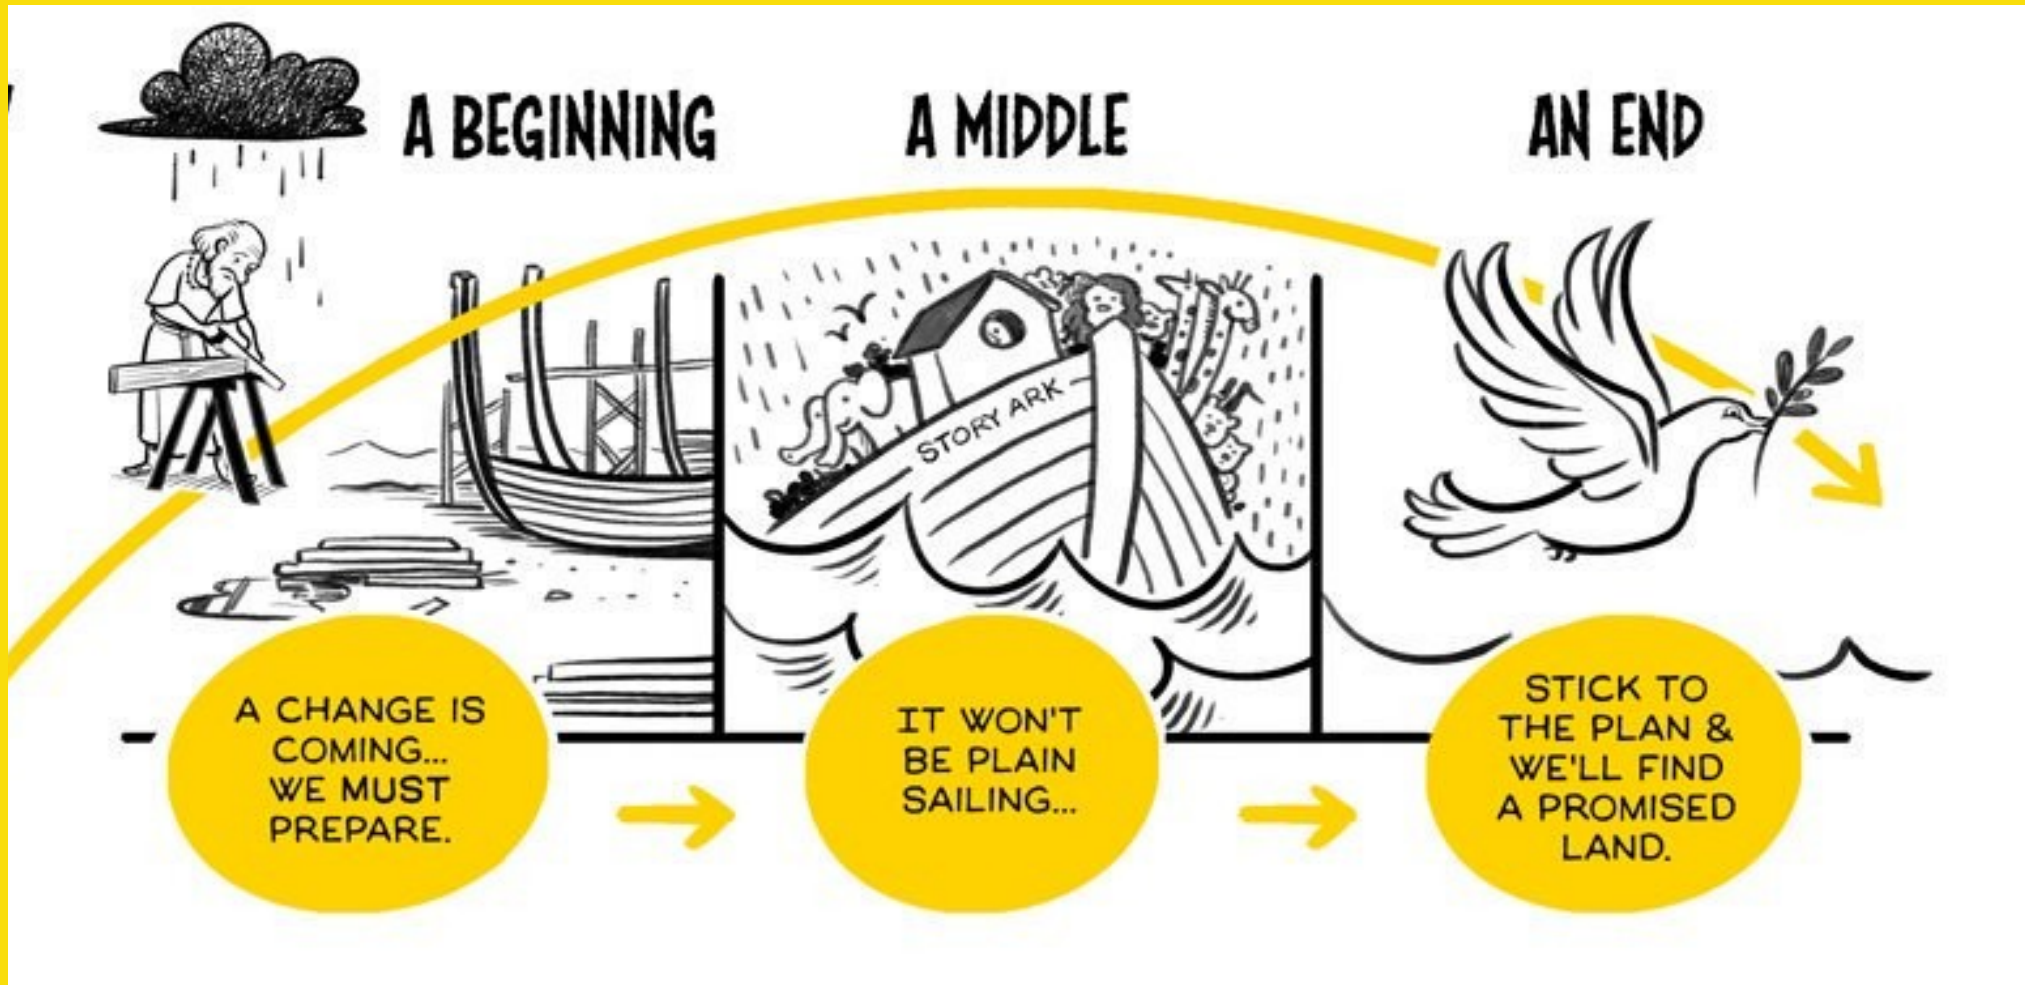 A BEGINNING
A MIDDLE
AN END
STORY ARK
A CHANGE IS
COMING...
WE MUST
PREPARE.
IT WON'T
BE PLAIN
SAILING...
STICK TO
THE PLAN &
WE'LL FIND
A PROMISED
LAND.